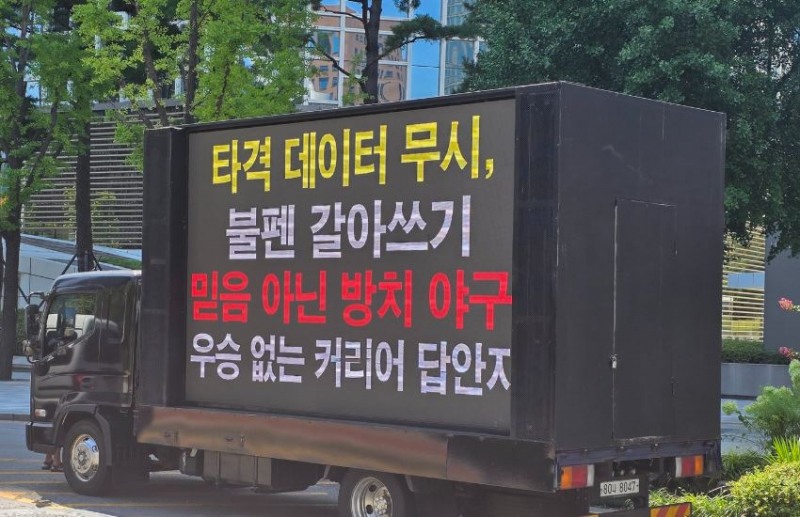 타격 데이터 무시,
불펜 갈아쓰기
믿음 아닌 방치 야구
우승 없는 커리어 답안지
8047